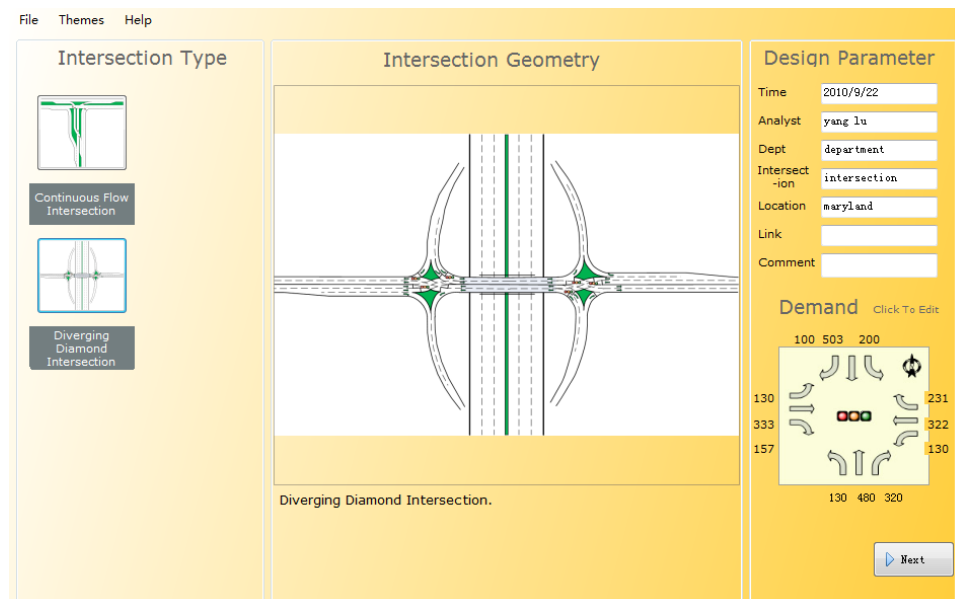 File Themes Help
Intersection Type
Continuous Flow
Intersection
Diverging
Diamond
Intersection
Intersection Geometry
Diverging Diamond Intersection.
Design Parameter
Time 2010/9/22
Analyst yang lu
Dept department
Intersect
-ion intersection
Location maryland
Link
Comment
Demand Click To Edit
100 503 200
130 231
333 322
157 130
130 480 320
Next